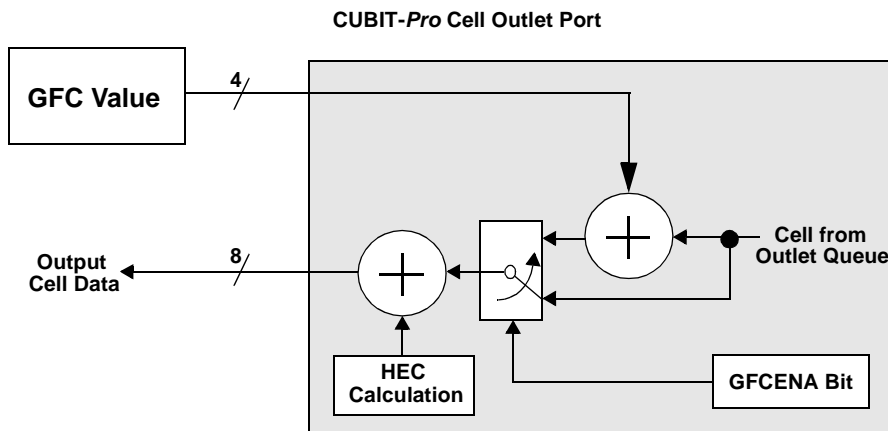 CUBIT-Pro Cell Outlet Port
GFC Value
4
Cell from
Outlet Queue
Output
Cell Data
8
HEC
Calculation
GFCENA Bit